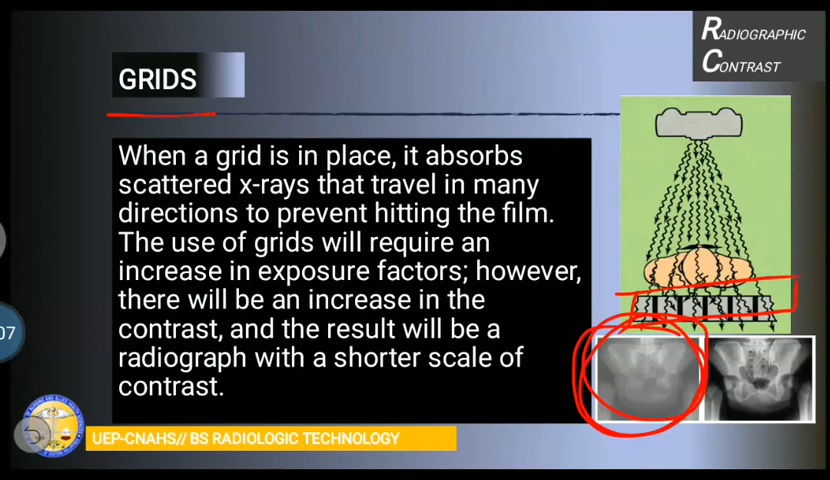 RADIOGRAPHIC
CONTRAST
GRIDS
When a grid is in place, it absorbs
scattered x-rays that travel in many
directions to prevent hitting the film.
The use of grids will require an
increase in exposure factors; however,
there will be an increase in the
contrast, and the result will be a
radiograph with a shorter scale of
contrast.
07
UEP-CNAHS// BS RADIOLOGIC TECHNOLOGY